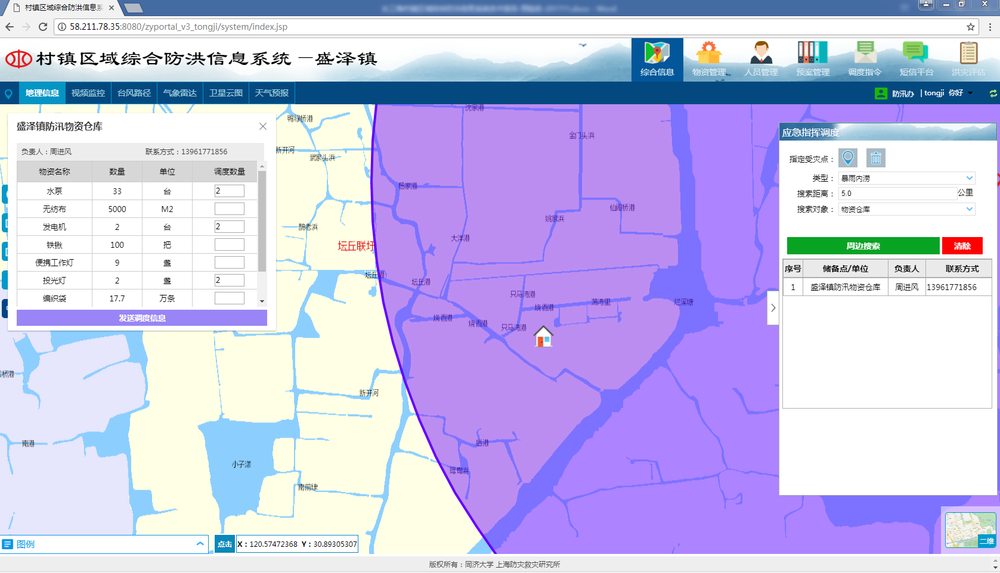 村镇区域综合防洪信息系
58.211.78.35:8080/zyportal_v3_tongji/system/index.jsp
村镇区域综合防洪信息系统 —盛泽镇
综合信息
物资管理
人员管理
预案管理
调度指令
短信平台
洪灾评估
地理信息
视频监控
台风路径
气象雷达
卫星云图
天气预报
防汛办 | tongji 你好
盛泽镇防汛物资仓库
负责人：周进风 联系方式：13961771856
物资名称 数量 单位 调度数量
水泵 33 台 2
无纺布 5000 M2
发电机 2 台 2
铁锹 100 把
便携工作灯 9 盏
投光灯 2 盏 2
编织袋 17.7 万条
发送调度信息
应急指挥调度
指定受灾点：
类型： 暴雨内涝
搜索距离： 5.0 公里
搜索对象： 物资仓库
周边搜索 清除
序号 储备点/单位 负责人 联系方式
1 盛泽镇防汛物资仓库 周进风 13961771856
沈家港
鸭绿桥港
金门头浜
新开河
武家头浜
杨家港
仙阁桥港
姚家浜
鹊老浜
大洋港
坛丘联圩
坛丘港
坛丘港
只马湾港
荡湾里
烂溪塘
烧香港
烧香港
烧香港
只马湾港
桥港
新开河
南港
后港
小子漾
南前埭
图例
点击
X：120.57472368 Y：30.89305307
二维
版权所有：同济大学 上海防灾救灾研究所